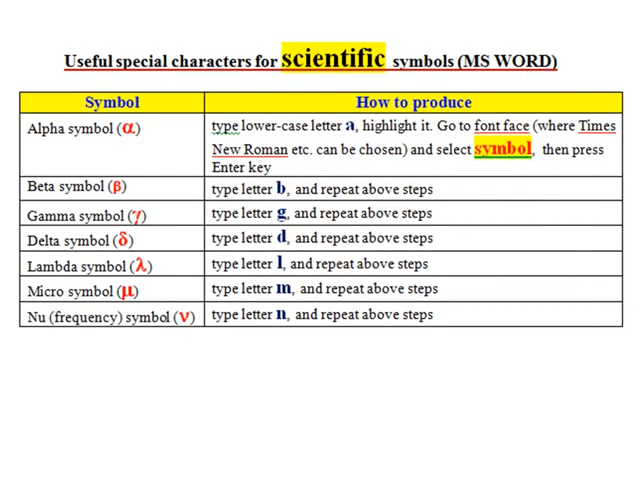 Useful special characters for scientific symbols (MS WORD)
Symbol How to produce
Alpha symbol (α) type lower-case letter a, highlight it. Go to font face (where Times
New Roman etc. can be chosen) and select symbol, then press
Enter key
Beta symbol (β) type letter b, and repeat above steps
Gamma symbol (γ) type letter g, and repeat above steps
Delta symbol (δ) type letter d, and repeat above steps
Lambda symbol (λ) type letter l, and repeat above steps
Micro symbol (μ) type letter m, and repeat above steps
Nu (frequency) symbol (ν) type letter n, and repeat above steps